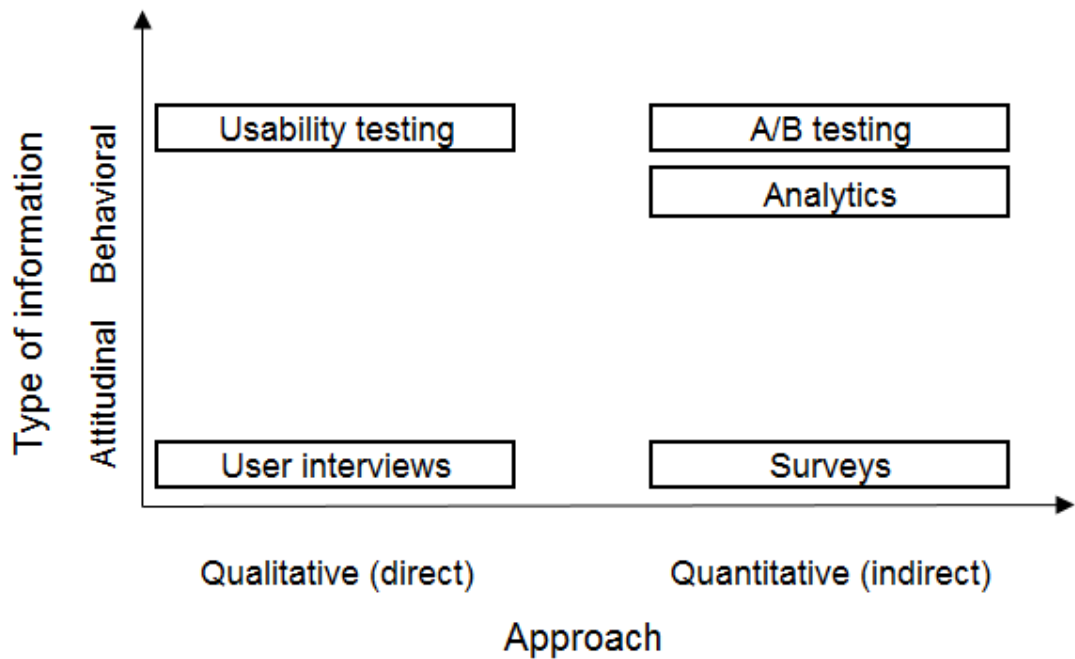 Type of information
Behavioral
Attitudinal
Usability testing
A/B testing
Analytics
User interviews
Surveys
Qualitative (direct)
Quantitative (indirect)
Approach